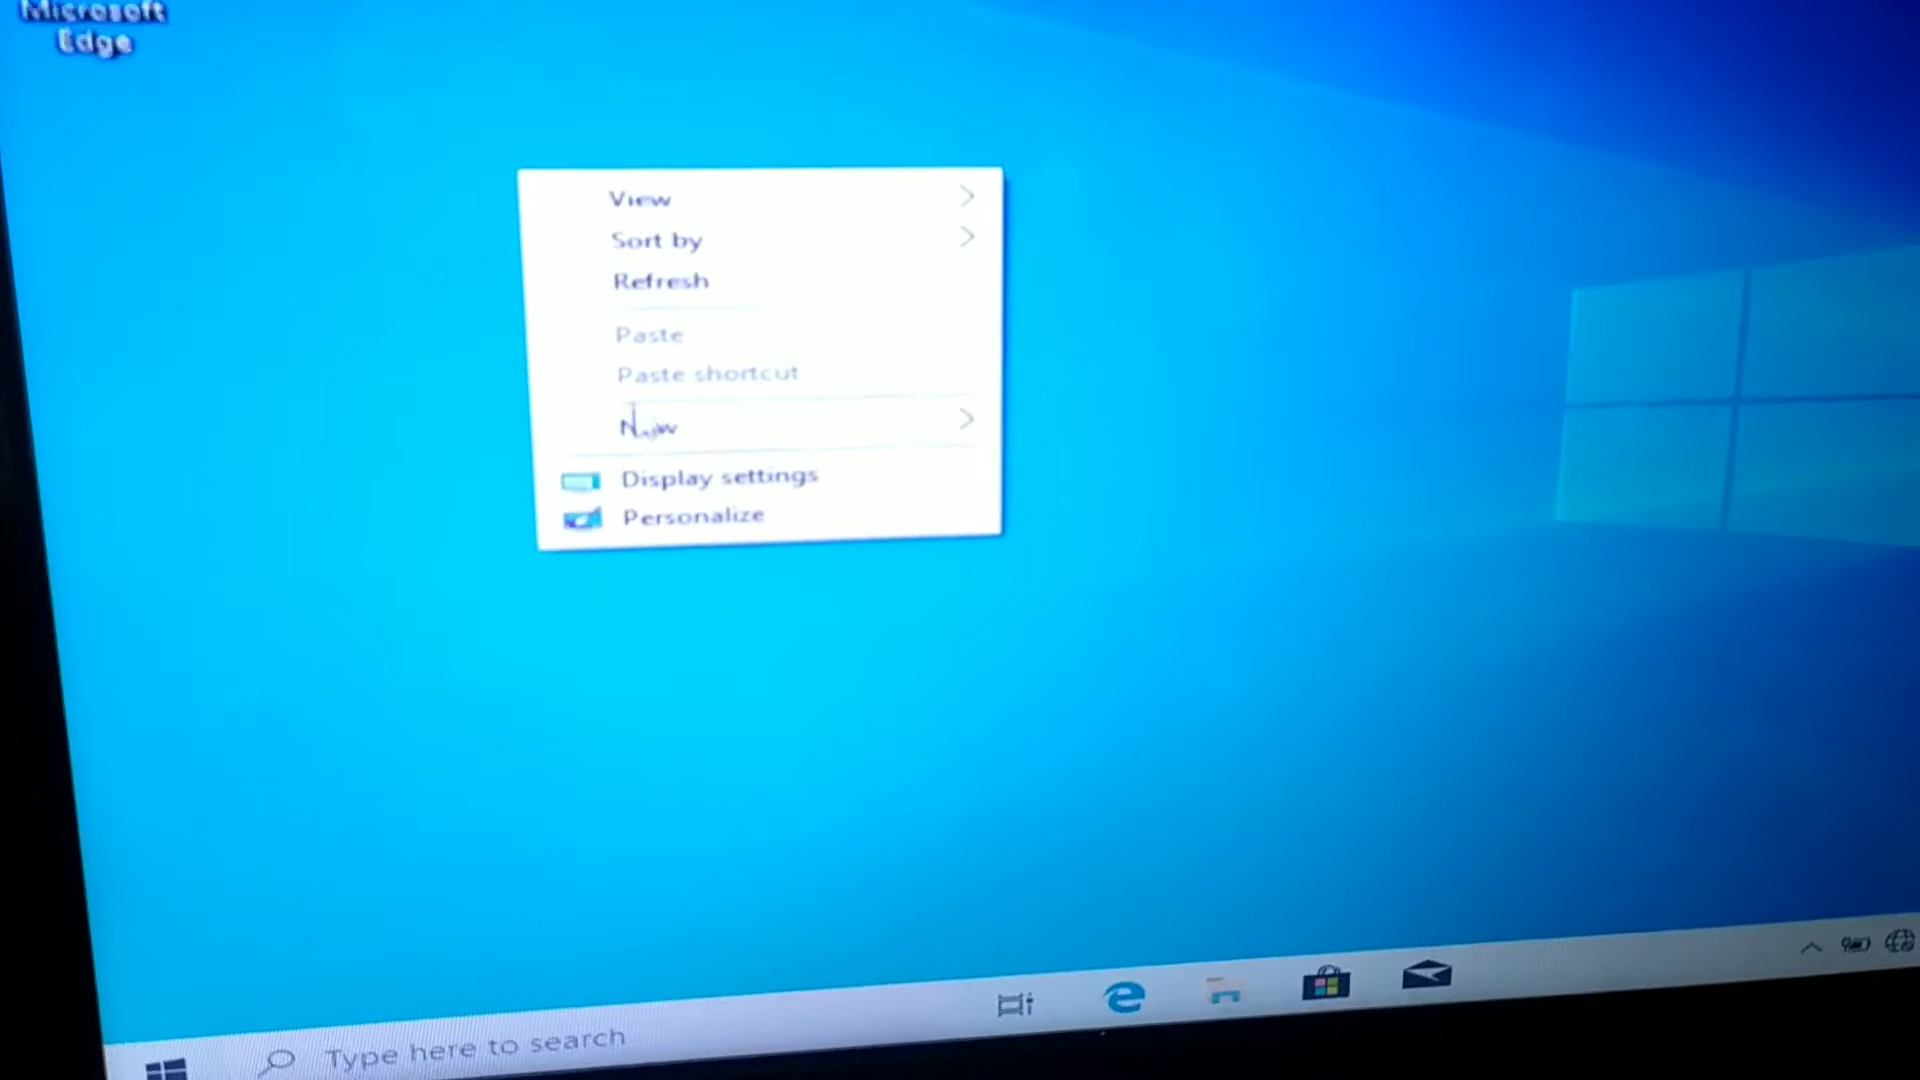 Microsoft
Edge
View
Sort by
Refresh
Paste
Paste shortcut
New
Display settings
Personalize
Type here to search